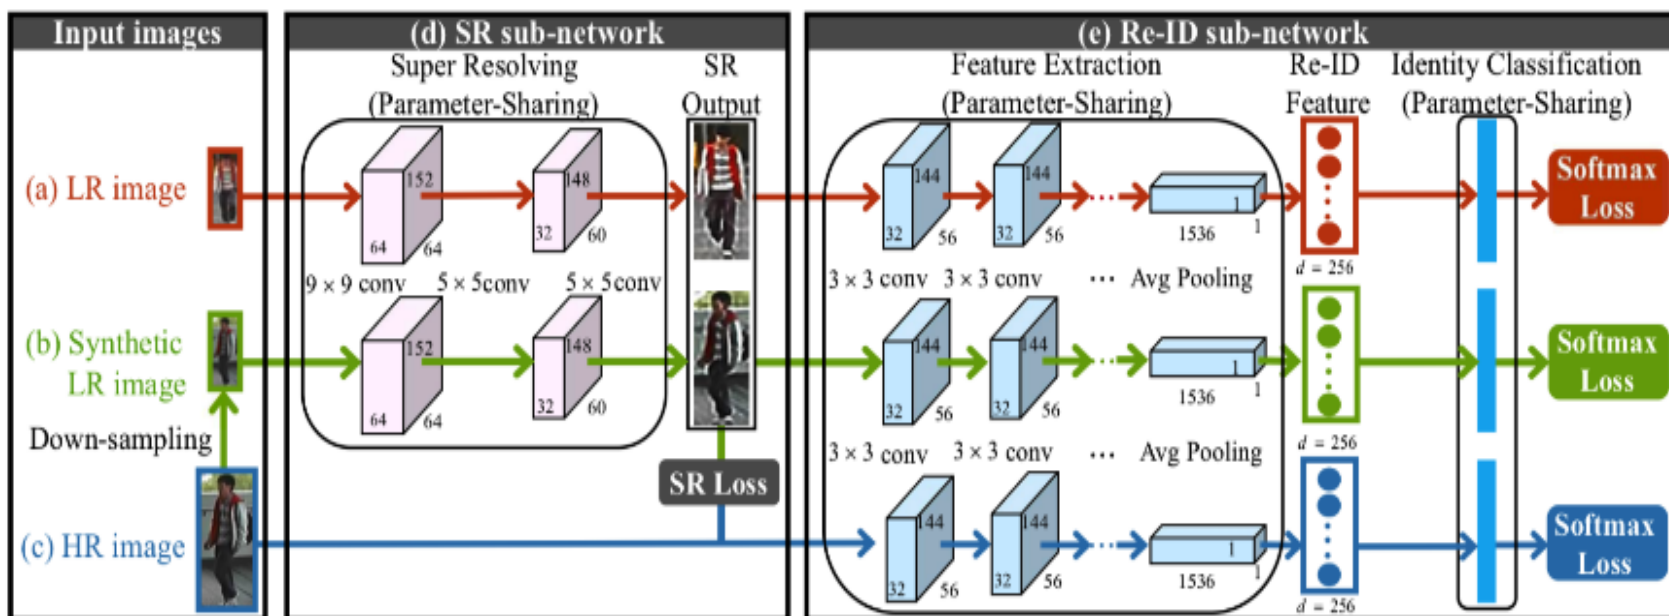 Input images
(d) SR sub-network
(e) Re-ID sub-network
Super Resolving
(Parameter-Sharing)
SR
Output
Feature Extraction
(Parameter-Sharing)
Re-ID
Feature
Identity Classification
(Parameter-Sharing)
(a) LR image
152
64
64
148
32
60
144
32
56
144
32
56
1
1536
1
d = 256
Softmax
Loss
9 × 9 conv
5 × 5conv
5 × 5conv
3 × 3 conv
3 × 3 conv
...
Avg Pooling
(b) Synthetic
LR image
152
64
64
148
32
60
144
32
56
144
32
56
1
1536
1
d = 256
Softmax
Loss
Down-sampling
SR Loss
3 × 3 conv
3 × 3 conv
...
Avg Pooling
(c) HR image
144
32
56
144
32
56
1
1536
1
d = 256
Softmax
Loss